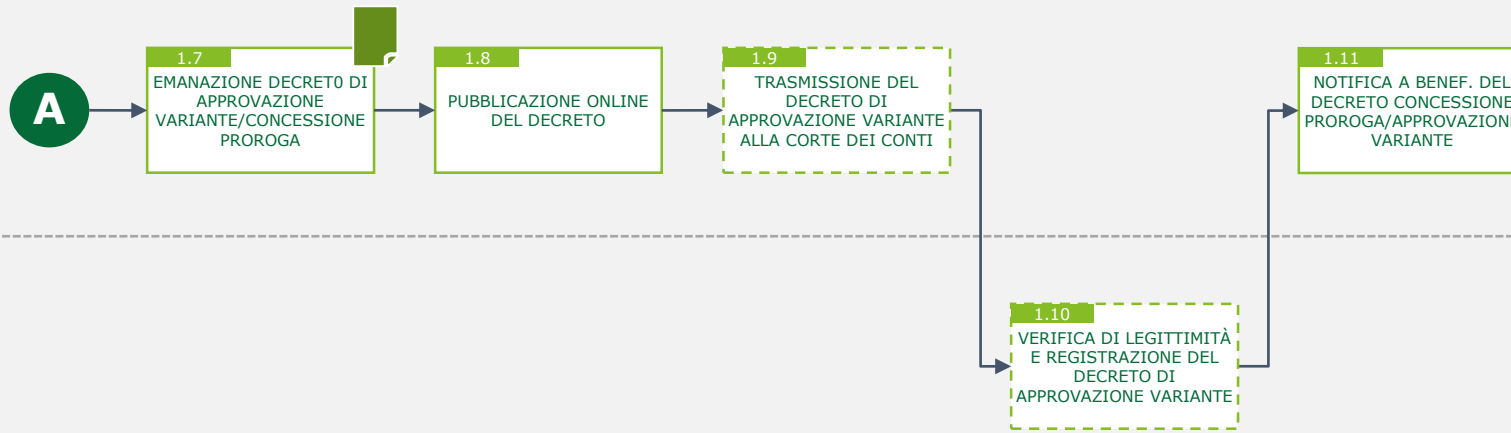 A
1.7
EMANAZIONE DECRET0 DI
APPROVAZIONE
VARIANTE/CONCESSIONE
PROROGA
1.8
PUBBLICAZIONE ONLINE
DEL DECRETO
1.9
TRASMISSIONE DEL
DECRETO DI
APPROVAZIONE VARIANTE
ALLA CORTE DEI CONTI
1.11
NOTIFICA A BENEF. DEL
DECRETO CONCESSIONE
PROROGA/APPROVAZIONE
VARIANTE
1.10
VERIFICA DI LEGITTIMITÀ
E REGISTRAZIONE DEL
DECRETO DI
APPROVAZIONE VARIANTE